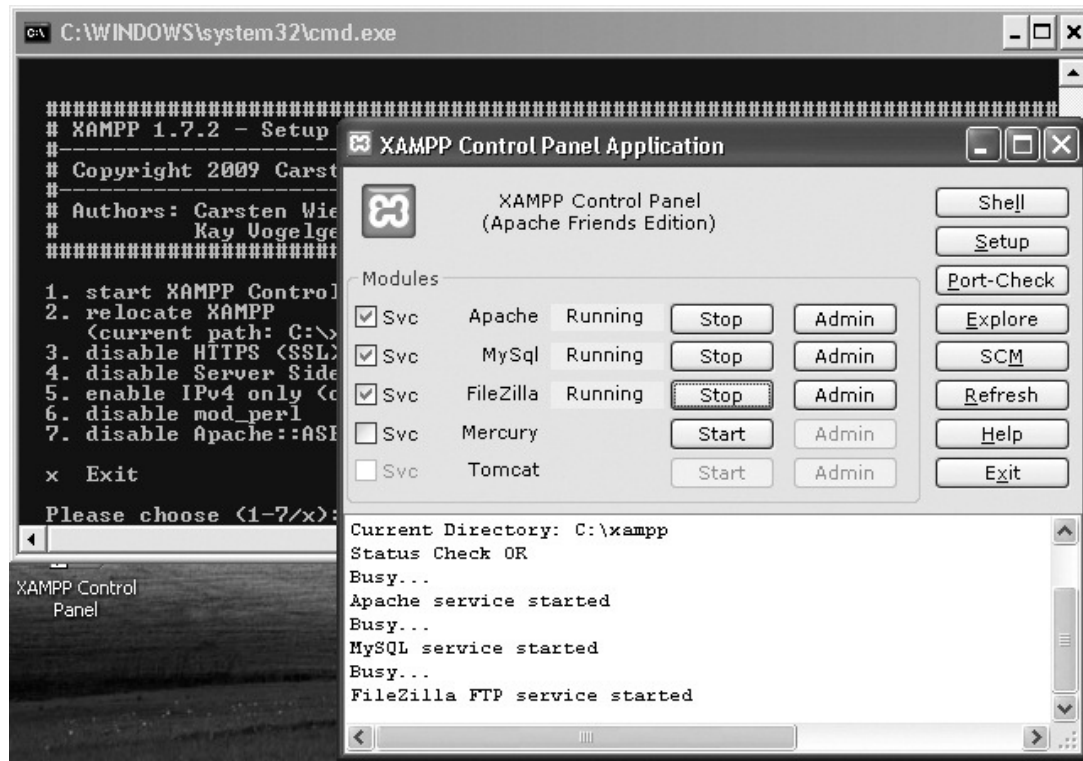 C:\WINDOWS\system32\cmd.exe
############################################################################
# XAMPP 1.7.2 - Setup
#----------------------
# Copyright 2009 Carst
#----------------------
# Authors: Carsten Wie
# Kay Vogelge
######################
1. start XAMPP Control
2. relocate XAMPP
(current path: C:\x
3. disable HTTPS (SSL)
4. disable Server Side
5. enable IPv4 only (c
6. disable mod_perl
7. disable Apache::ASP
x Exit
Please choose (1-7/x):
XAMPP Control
Panel
XAMPP Control Panel Application
XAMPP Control Panel
(Apache Friends Edition)
Modules
Svc Apache Running Stop Admin
Svc MySql Running Stop Admin
Svc FileZilla Running Stop Admin
Svc Mercury Start Admin
Svc Tomcat Start Admin
Shell
Setup
Port-Check
Explore
SCM
Refresh
Help
Exit
Current Directory: C:\xampp
Status Check OK
Busy...
Apache service started
Busy...
MySQL service started
Busy...
FileZilla FTP service started